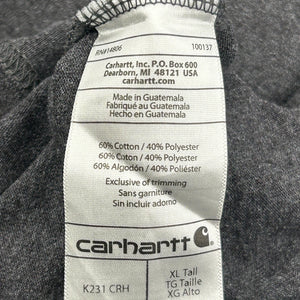 RN#14806 100137
Carhartt, Inc. P.O. Box 600
Dearborn, MI 48121 USA
carhartt.com
Made in Guatemala
Fabriqué au Guatemala
Hecho en Guatemala
60% Cotton / 40% Polyester
60% Coton / 40% Polyester
60% Algodón / 40% Poliéster
Exclusive of trimming
Sans garniture
Sin incluir adorno
carhartt
K231 CRH
XL Tall
TG Taille
XG Alto